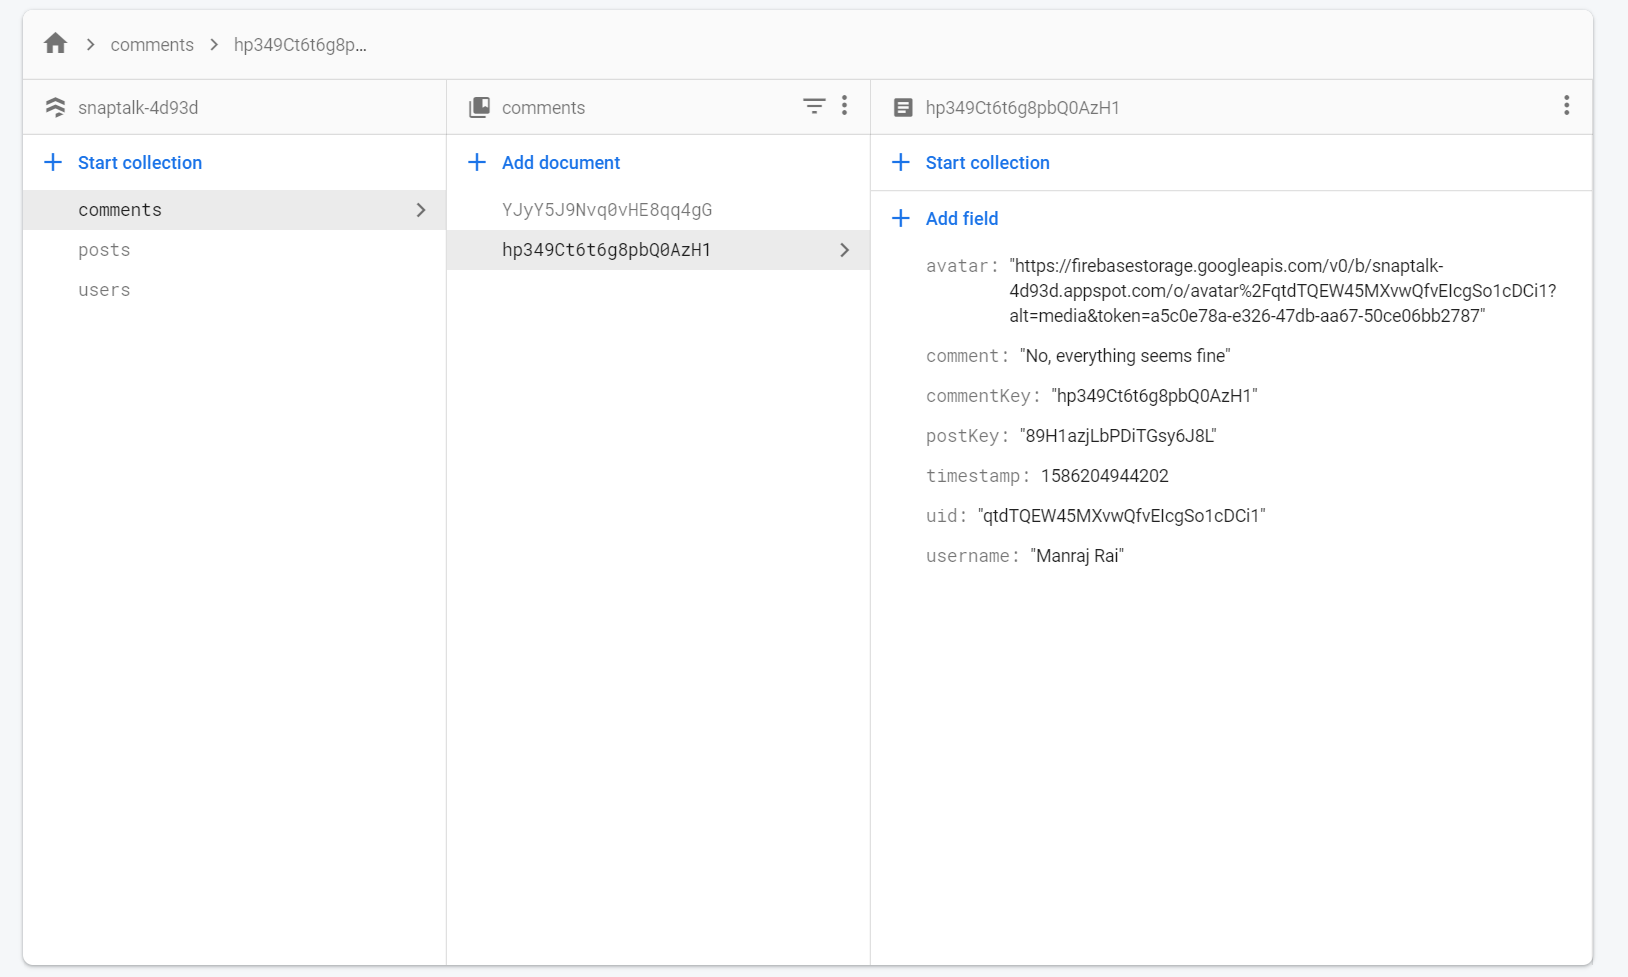 comments hp349Ct6t6g8p...
snaptalk-4d93d
Start collection
comments
posts
users
comments
Add document
YJyY5J9Nvq0vHE8qq4gG
hp349Ct6t6g8pbQ0AzH1
hp349Ct6t6g8pbQ0AzH1
Start collection
Add field
avatar: "https://firebasestorage.googleapis.com/v0/b/snaptalk-
4d93d.appspot.com/o/avatar%2FqtdTQEW45MXvwQfvEIcgSo1cDCi1?
alt=media&token=a5c0e78a-e326-47db-aa67-50ce06bb2787"
comment: "No, everything seems fine"
commentKey: "hp349Ct6t6g8pbQ0AzH1"
postKey: "89H1azjLbPDiTGsy6J8L"
timestamp: 1586204944202
uid: "qtdTQEW45MXvwQfvEIcgSo1cDCi1"
username: "Manraj Rai"